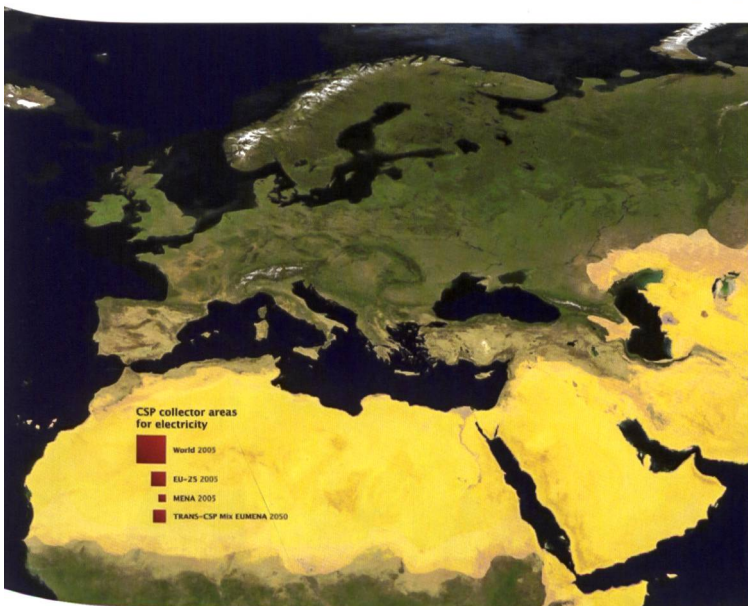 CSP collector areas
for electricity
World 2005
EU-25 2005
MENA 2005
TRANS-CSP Mix EUMENA 2050